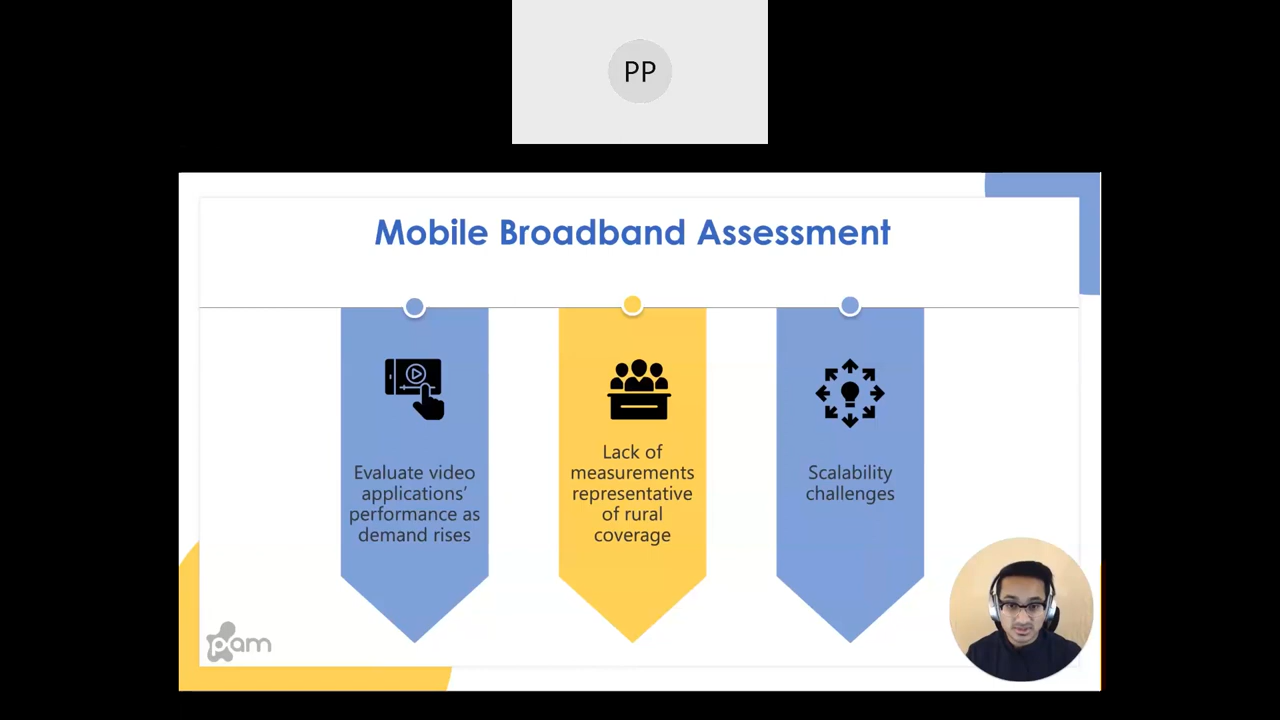 PP
Mobile Broadband Assessment
Evaluate video
applications’
performance as
demand rises
Lack of
measurements
representative
of rural
coverage
Scalability
challenges
pam